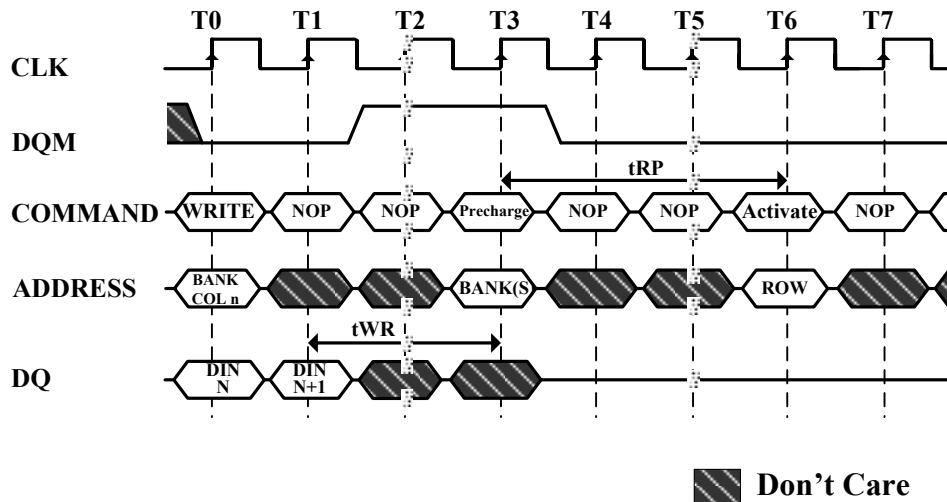 T0 T1 T2 T3 T4 T5 T6 T7
CLK
DQM
tRP
COMMAND WRITE NOP NOP Precharge NOP NOP Activate NOP
ADDRESS BANK COL n BANK(S ROW
tWR
DQ DIN N DIN N+1
Don't Care